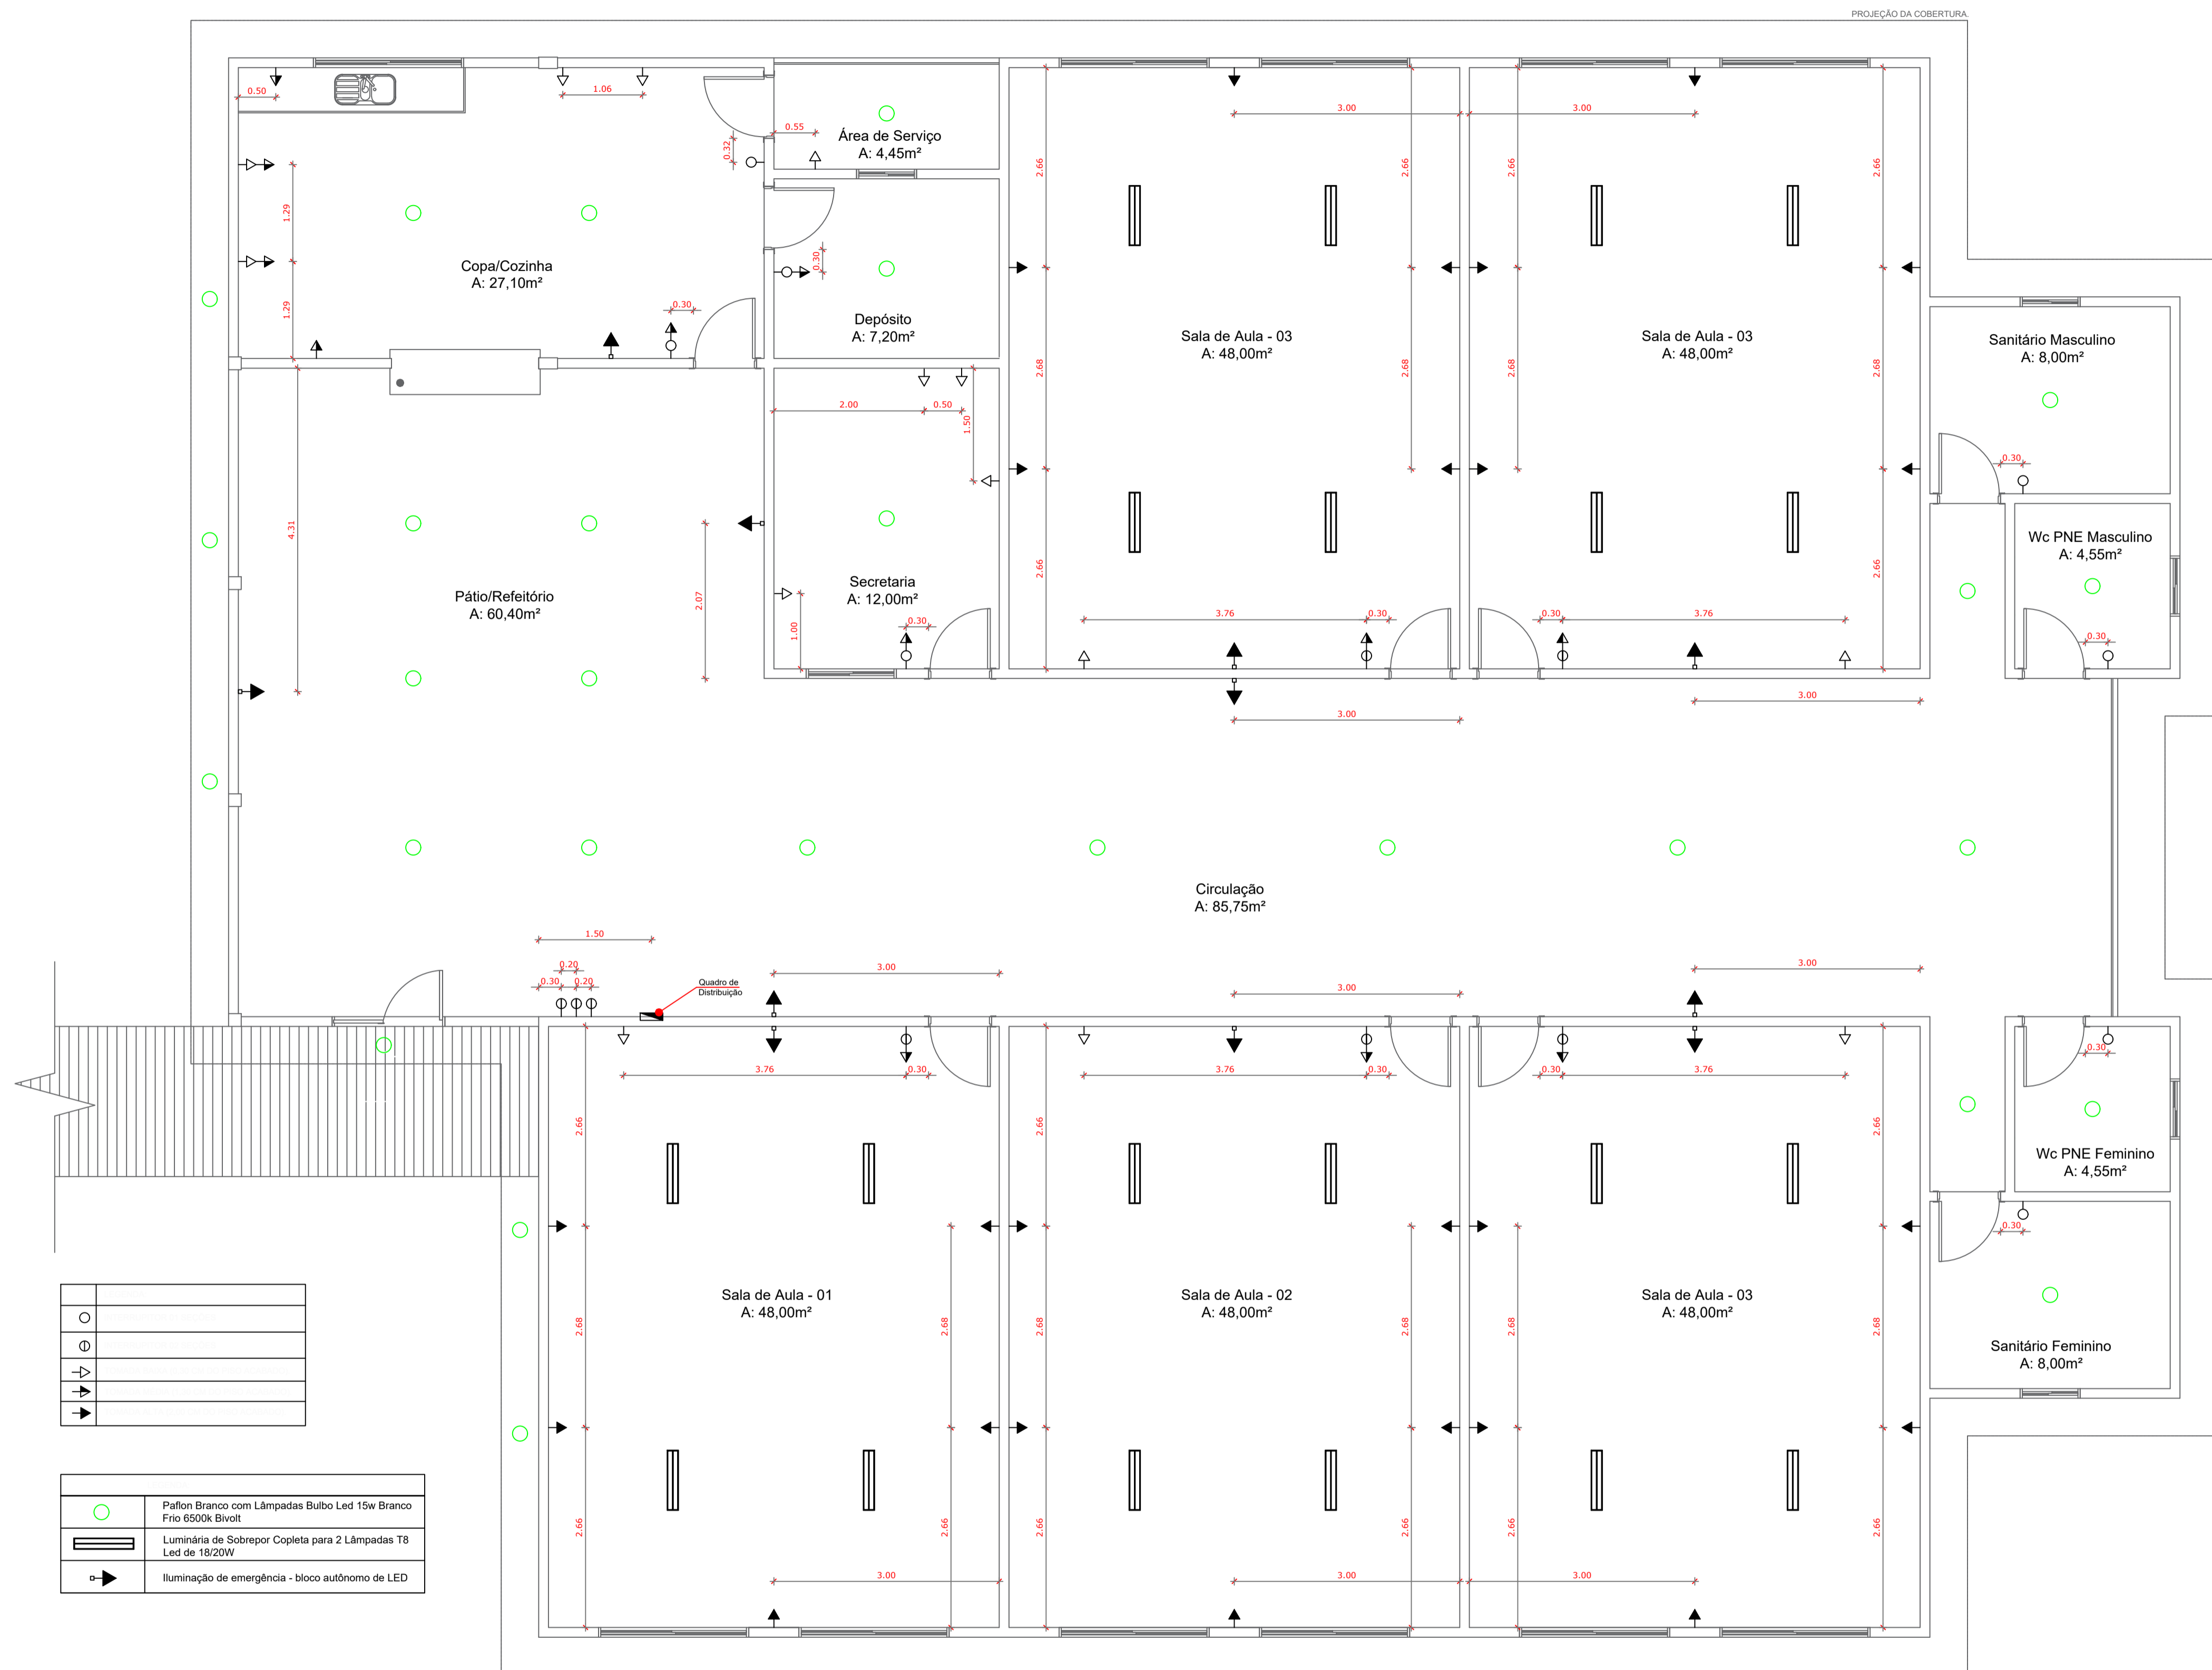 PROJEÇÃO DA COBERTURA.
0.50
1.06
0.55
0.32
3.00
3.00
Área de Serviço
A: 4,45m²
2.66
2.66
2.66
2.66
1.29
1.29
0.30
0.30
Copa/Cozinha
A: 27,10m²
Depósito
A: 7,20m²
Sala de Aula - 03
A: 48,00m²
Sala de Aula - 03
A: 48,00m²
Sanitário Masculino
A: 8,00m²
2.68
2.68
2.68
2.68
2.00
0.50
1.50
0.30
4.31
Wc PNE Masculino
A: 4,55m²
2.66
2.66
Secretaria
A: 12,00m²
Pátio/Refeitório
A: 60,40m²
2.07
1.00
0.30
3.76
0.30
0.30
3.76
0.30
3.00
3.00
Circulação
A: 85,75m²
1.50
0.20
0.30
0.20
Quadro de
Distribuição
3.00
3.00
3.00
3.76
0.30
3.76
0.30
0.30
3.76
0.30
2.66
2.66
2.66
Wc PNE Feminino
A: 4,55m²
0.30
Sala de Aula - 01
A: 48,00m²
Sala de Aula - 02
A: 48,00m²
Sala de Aula - 03
A: 48,00m²
2.68
2.68
2.68
2.68
2.68
2.68
Sanitário Feminino
A: 8,00m²
2.66
2.66
2.66
2.66
2.66
2.66
Paflon Branco com Lâmpadas Bulbo Led 15w Branco
Frio 6500k Bivolt
Luminária de Sobrepor Copleta para 2 Lâmpadas T8
Led de 18/20W
Iluminação de emergência - bloco autônomo de LED
3.00
3.00
3.00